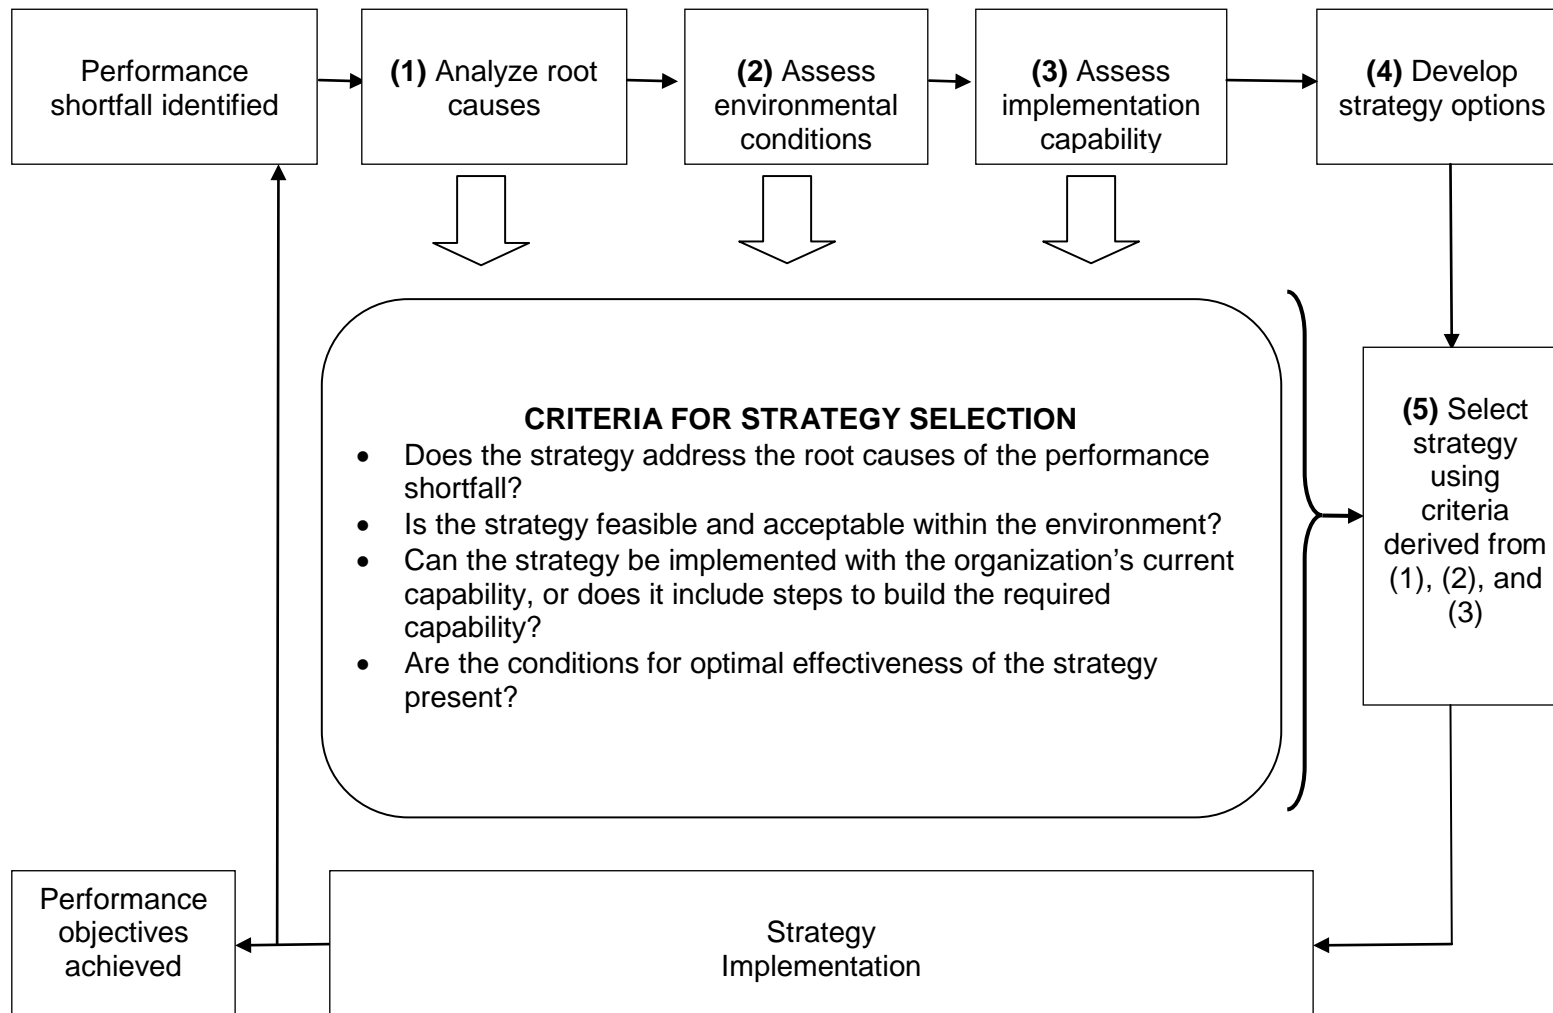 Performance
shortfall identified
(1) Analyze root
causes
(2) Assess
environmental
conditions
(3) Assess
implementation
capability
(4) Develop
strategy options
CRITERIA FOR STRATEGY SELECTION
• Does the strategy address the root causes of the performance
shortfall?
• Is the strategy feasible and acceptable within the environment?
• Can the strategy be implemented with the organization’s current
capability, or does it include steps to build the required
capability?
• Are the conditions for optimal effectiveness of the strategy
present?
(5) Select
strategy
using
criteria
derived from
(1), (2), and
(3)
Performance
objectives
achieved
Strategy
Implementation